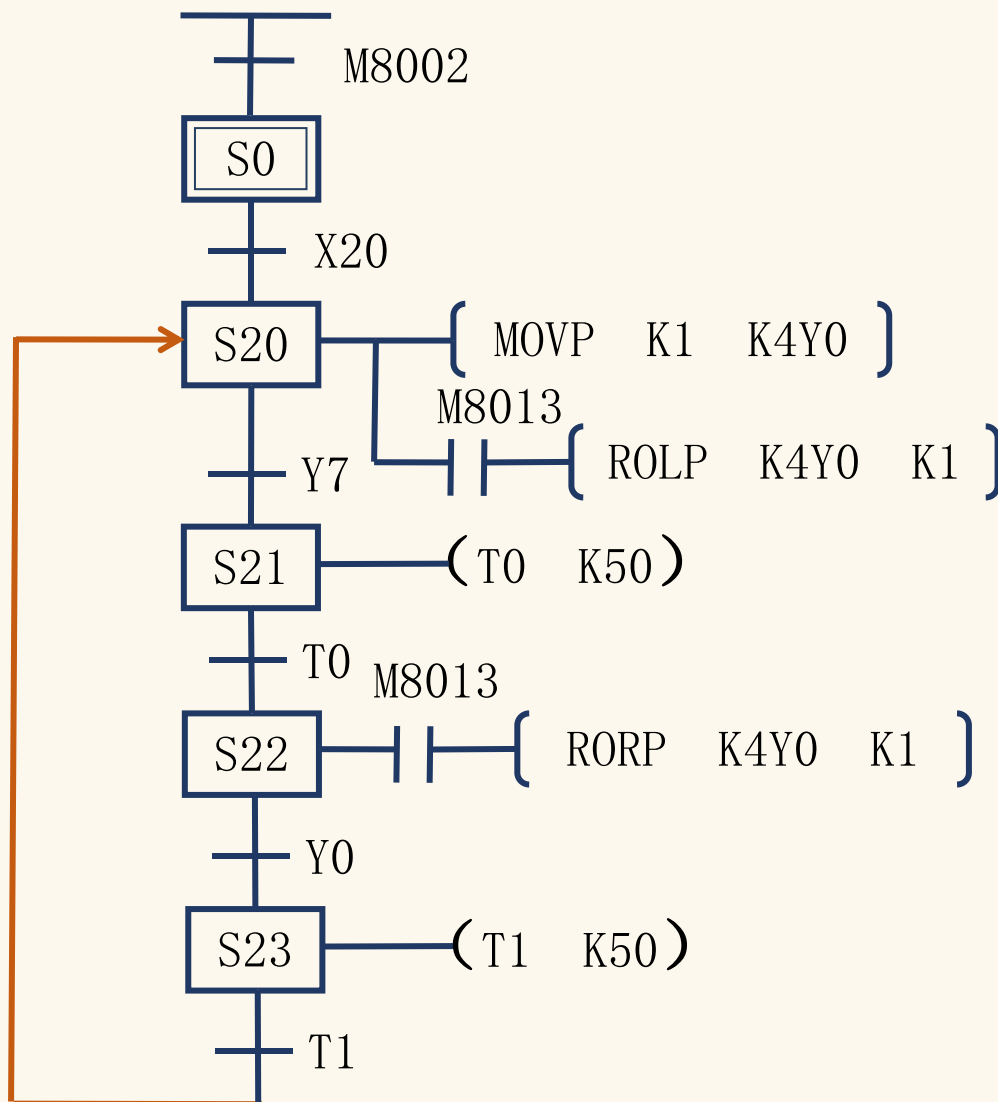 M8002
S0
X20
S20 MOVP K1 K4Y0
M8013
ROLP K4Y0 K1
Y7
S21 (T0 K50)
T0
M8013
S22 RORP K4Y0 K1
Y0
S23 (T1 K50)
T1